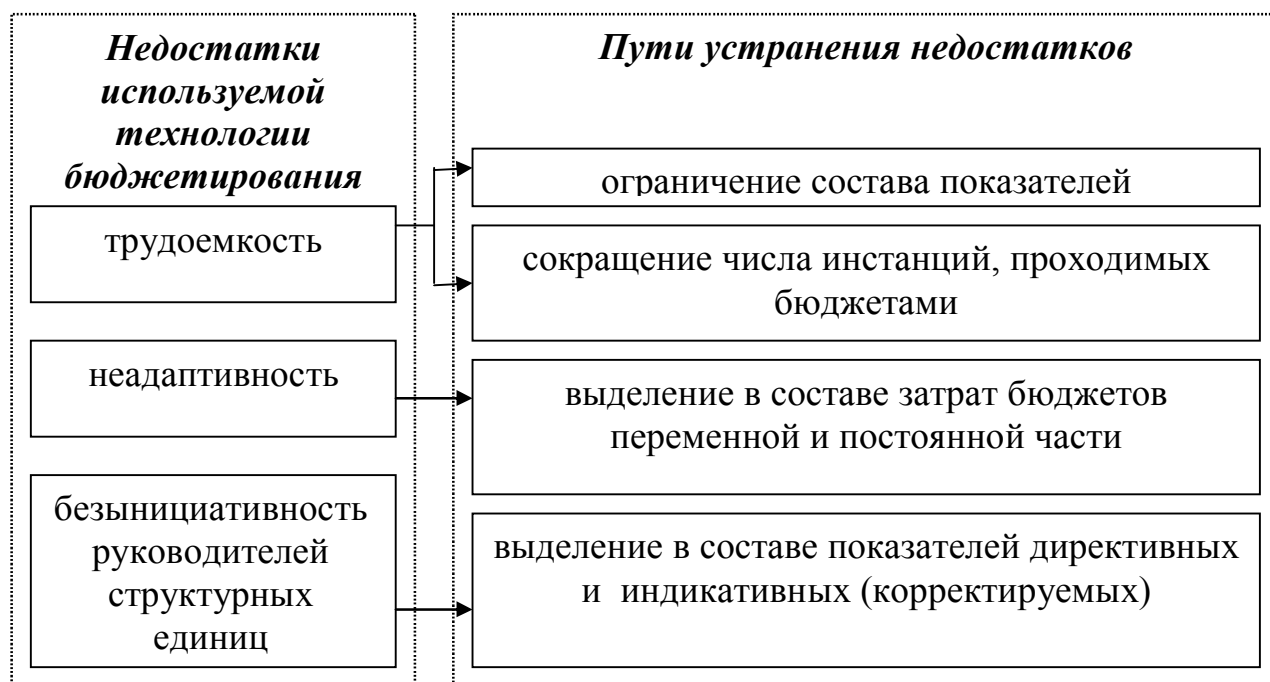 Недостатки
используемой
технологии
бюджетирования
трудоемкость
неадаптивность
безынициативность
руководителей
структурных
единиц
Пути устранения недостатков
ограничение состава показателей
сокращение числа инстанций, проходимых
бюджетами
выделение в составе затрат бюджетов
переменной и постоянной части
выделение в составе показателей директивных
и индикативных (корректируемых)